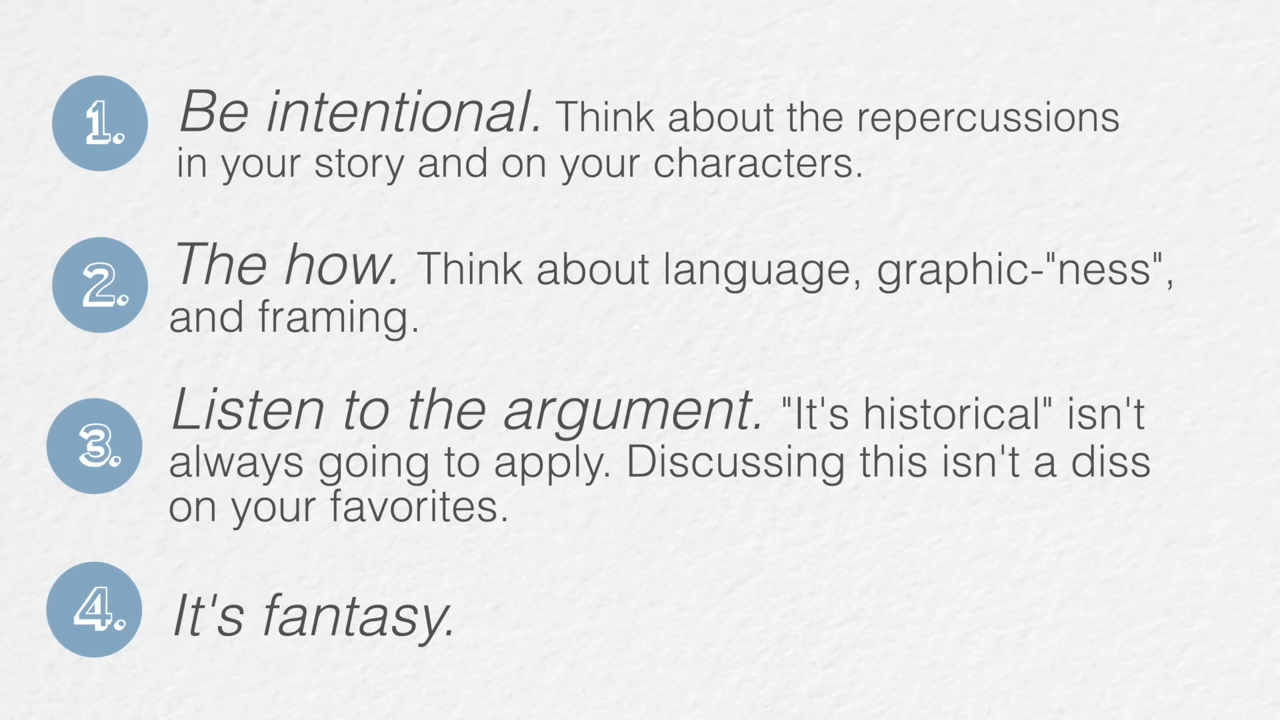 1. Be intentional. Think about the repercussions
in your story and on your characters.
2. The how. Think about language, graphic-"ness",
and framing.
3. Listen to the argument. "It's historical" isn't
always going to apply. Discussing this isn't a diss
on your favorites.
4. It's fantasy.